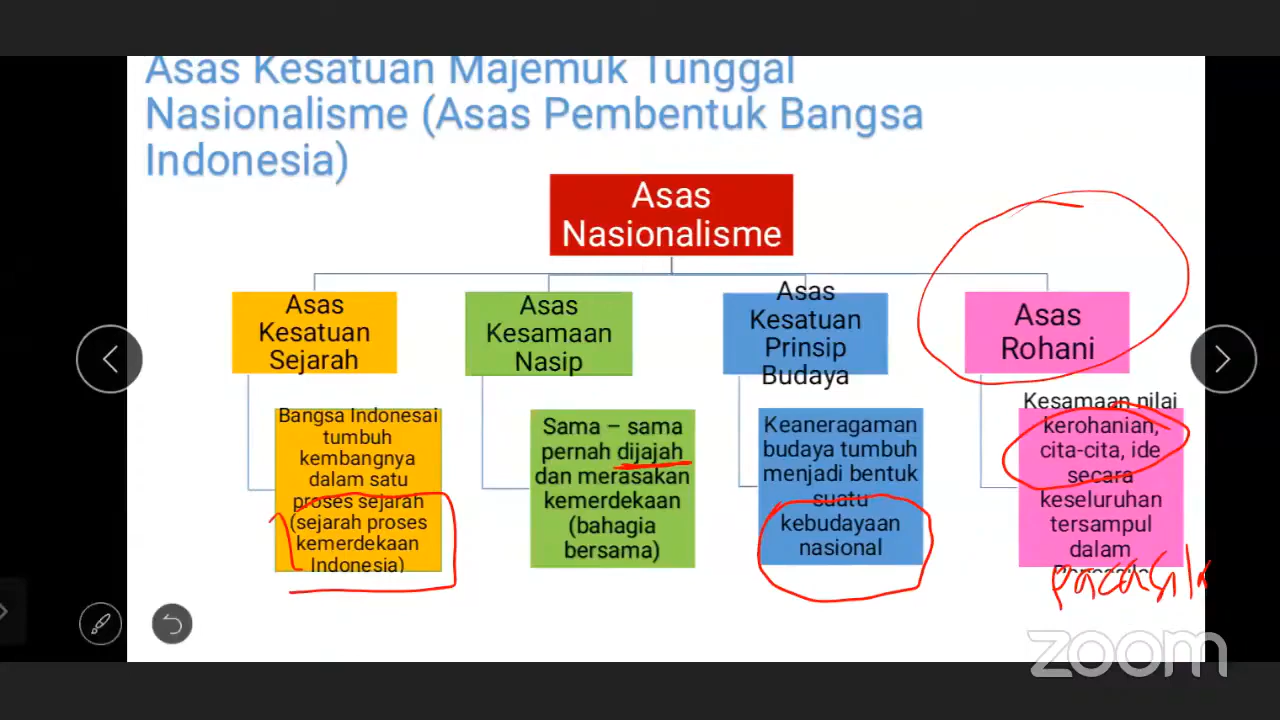 Asas Kesatuan Majemuk Tunggal
Nasionalisme (Asas Pembentuk Bangsa
Indonesia)
Asas
Nasionalisme
Asas
Kesatuan
Sejarah
Bangsa Indonesai
tumbuh
kembangnya
dalam satu
proses sejarah
(sejarah proses
kemerdekaan
Indonesia)
Asas
Kesamaan
Nasip
Sama – sama
pernah dijajah
dan merasakan
kemerdekaan
(bahagia
bersama)
Asas
Kesatuan
Prinsip
Budaya
Keaneragaman
budaya tumbuh
menjadi bentuk
suatu
kebudayaan
nasional
Asas
Rohani
Kesamaan nilai
kerohanian,
cita-cita, ide
secara
keseluruhan
tersampul
dalam
pacasila
zoom